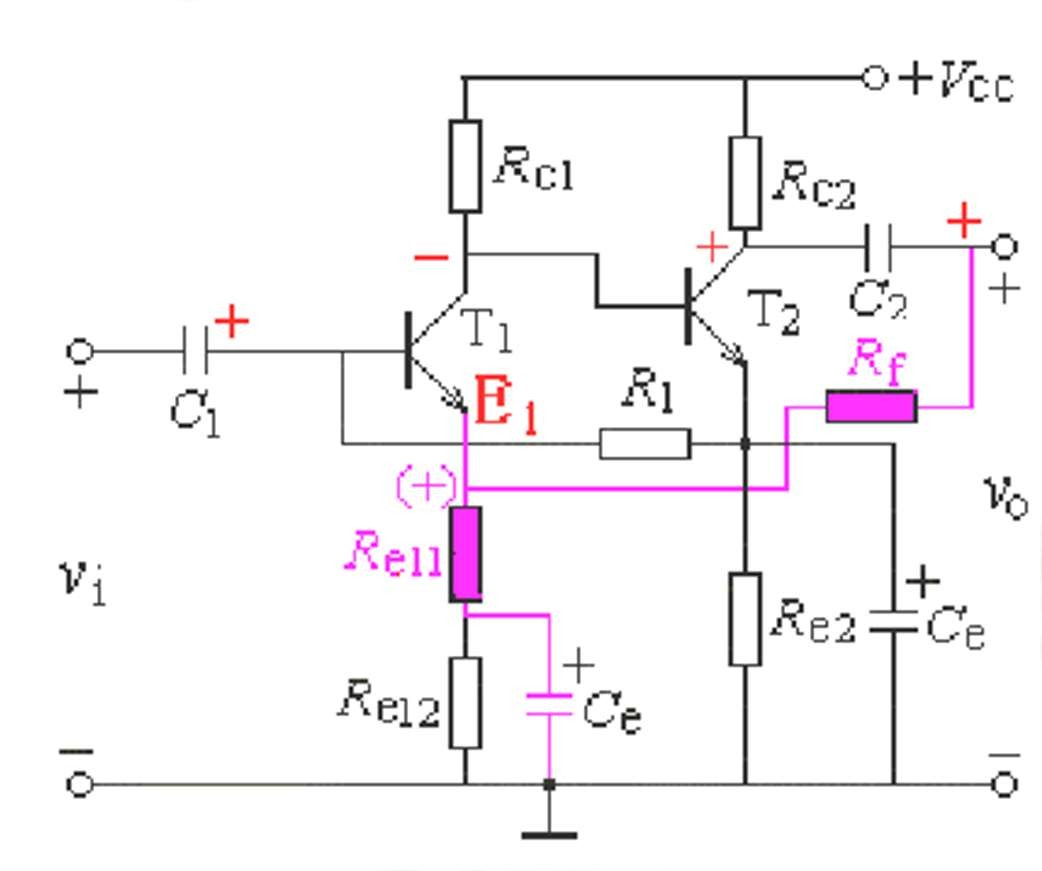 +VCC
Rc1
Rc2
+
+
−
+
T1
T2
C2
+
+
C1
E1
R1
Rf
(+)
Re11
vi
vo
Re2
+
Ce
Re12
+
Ce
−
−